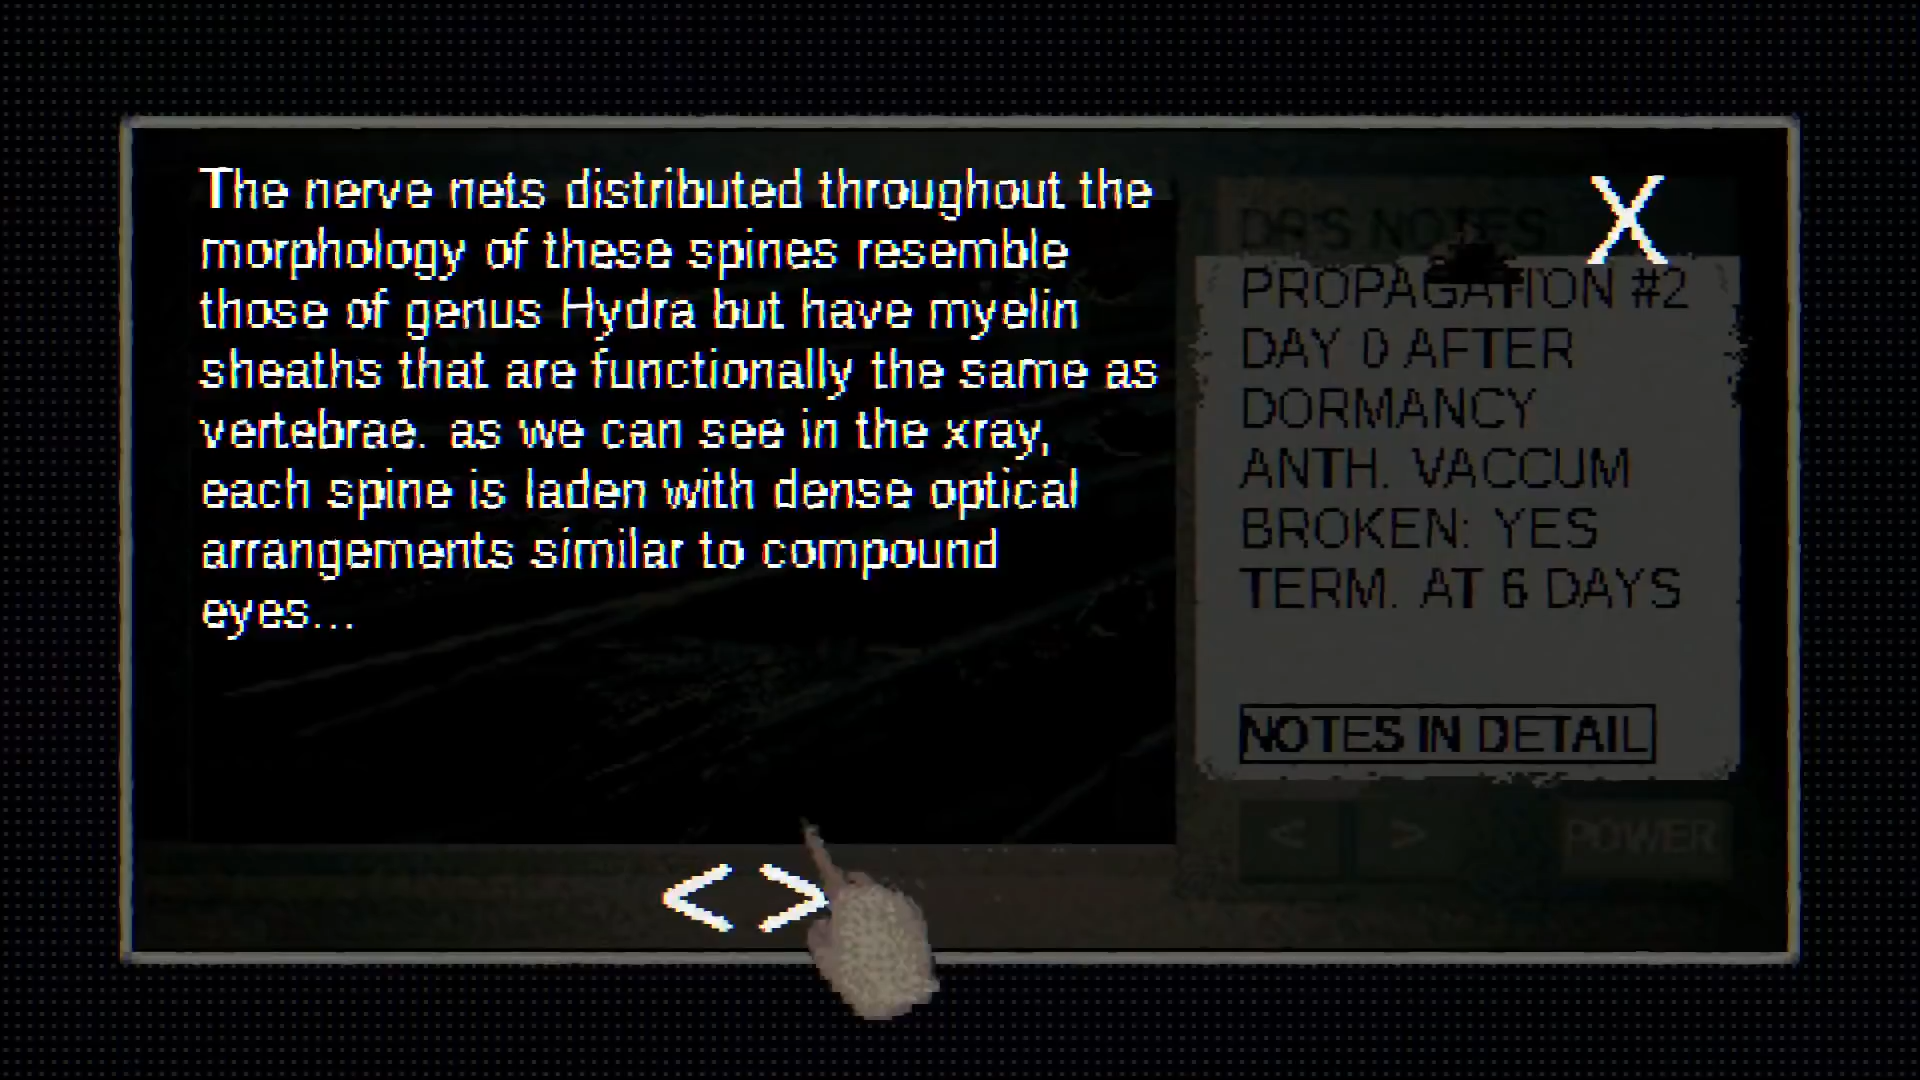 The nerve nets distributed throughout the
morphology of these spines resemble
those of genus Hydra but have myelin
sheaths that are functionally the same as
vertebrae. as we can see in the xray,
each spine is laden with dense optical
arrangements similar to compound
eyes...
X
DR'S NOTES
PROPAGATION #2
DAY 0 AFTER
DORMANCY
ANTH. VACCUM
BROKEN: YES
TERM. AT 6 DAYS
NOTES IN DETAIL
< > POWER
< >